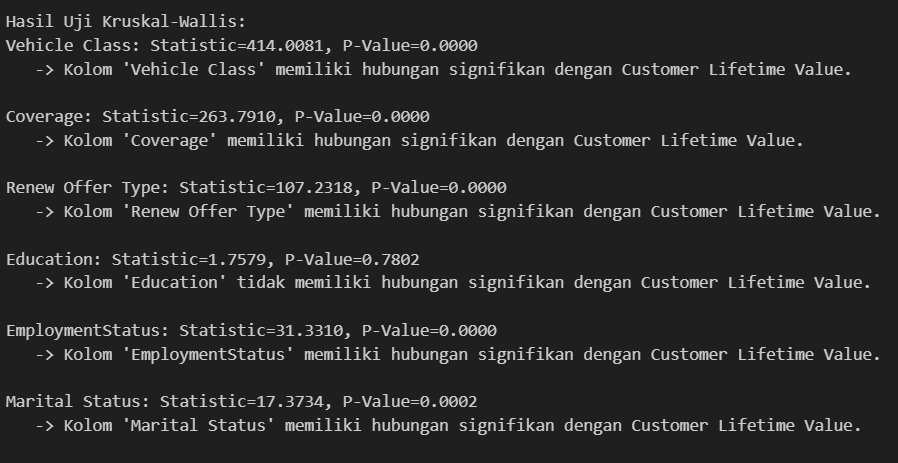 Hasil Uji Kruskal-Wallis:
Vehicle Class: Statistic=414.0081, P-Value=0.0000
-> Kolom 'Vehicle Class' memiliki hubungan signifikan dengan Customer Lifetime Value.
Coverage: Statistic=263.7910, P-Value=0.0000
-> Kolom 'Coverage' memiliki hubungan signifikan dengan Customer Lifetime Value.
Renew Offer Type: Statistic=107.2318, P-Value=0.0000
-> Kolom 'Renew Offer Type' memiliki hubungan signifikan dengan Customer Lifetime Value.
Education: Statistic=1.7579, P-Value=0.7802
-> Kolom 'Education' tidak memiliki hubungan signifikan dengan Customer Lifetime Value.
EmploymentStatus: Statistic=31.3310, P-Value=0.0000
-> Kolom 'EmploymentStatus' memiliki hubungan signifikan dengan Customer Lifetime Value.
Marital Status: Statistic=17.3734, P-Value=0.0002
-> Kolom 'Marital Status' memiliki hubungan signifikan dengan Customer Lifetime Value.